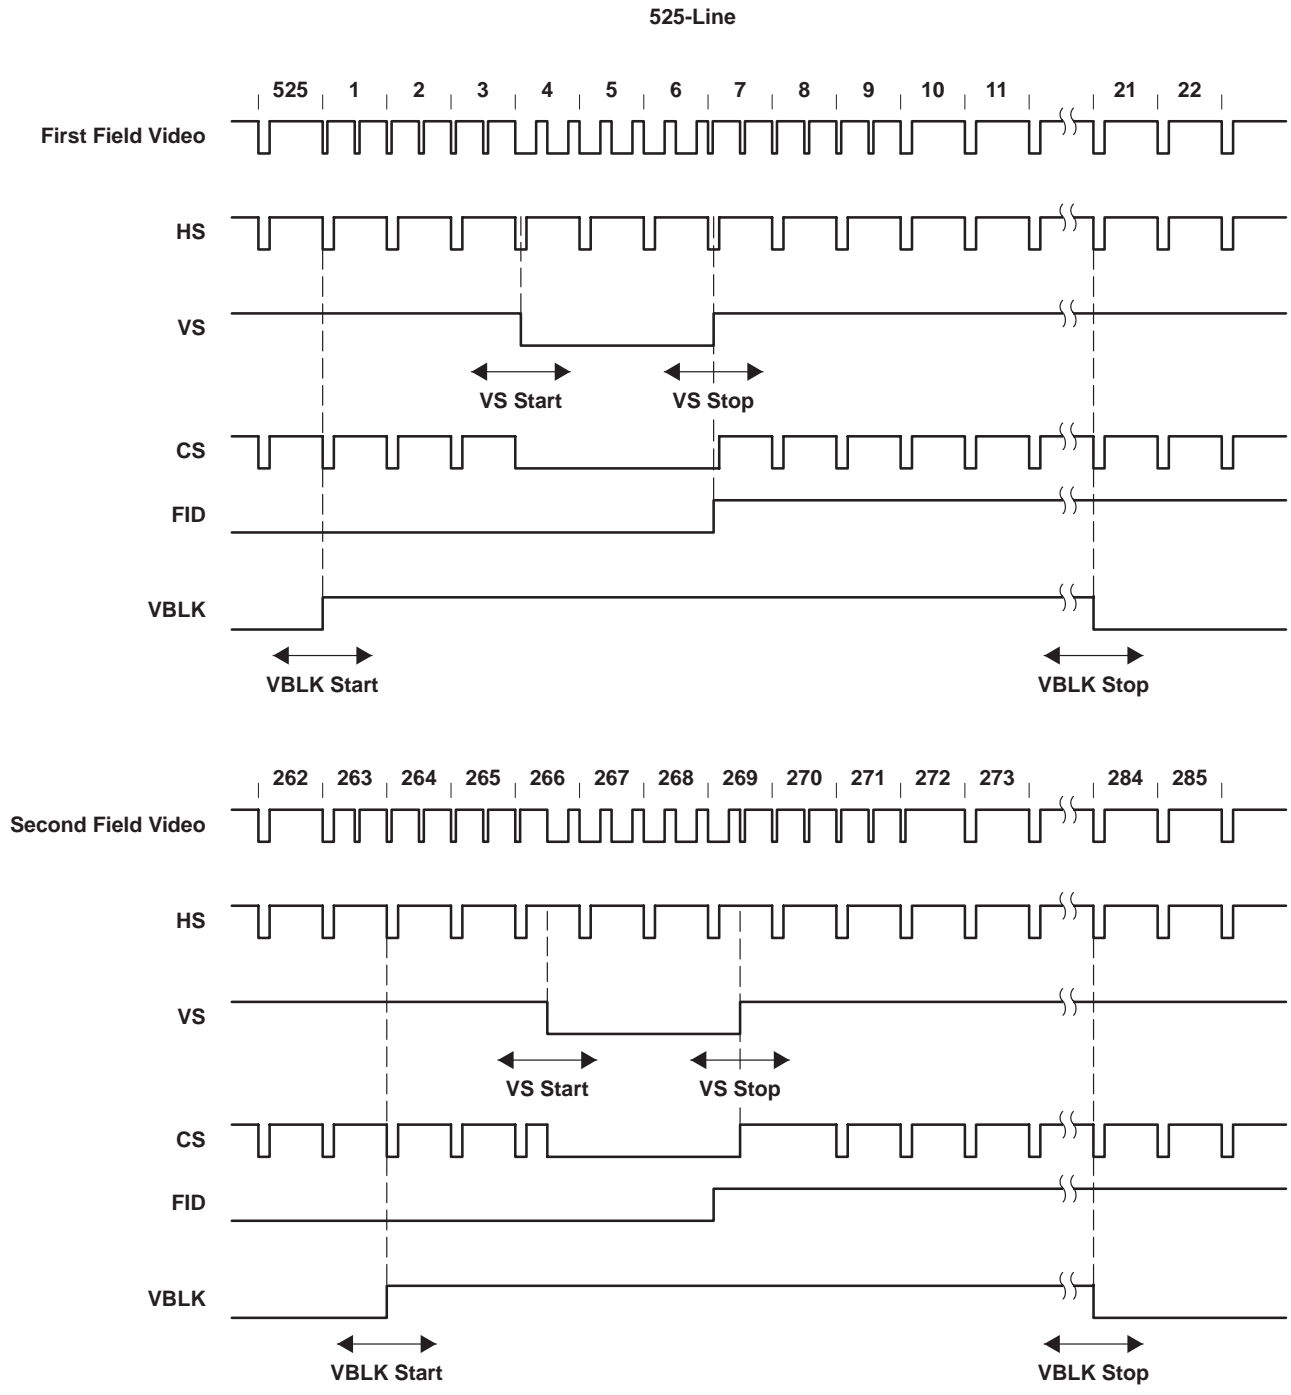 525-Line
525 1 2 3 4 5 6 7 8 9 10 11 21 22
First Field Video
HS
VS
VS Start VS Stop
CS
FID
VBLK
VBLK Start VBLK Stop
262 263 264 265 266 267 268 269 270 271 272 273 284 285
Second Field Video
HS
VS
VS Start VS Stop
CS
FID
VBLK
VBLK Start VBLK Stop